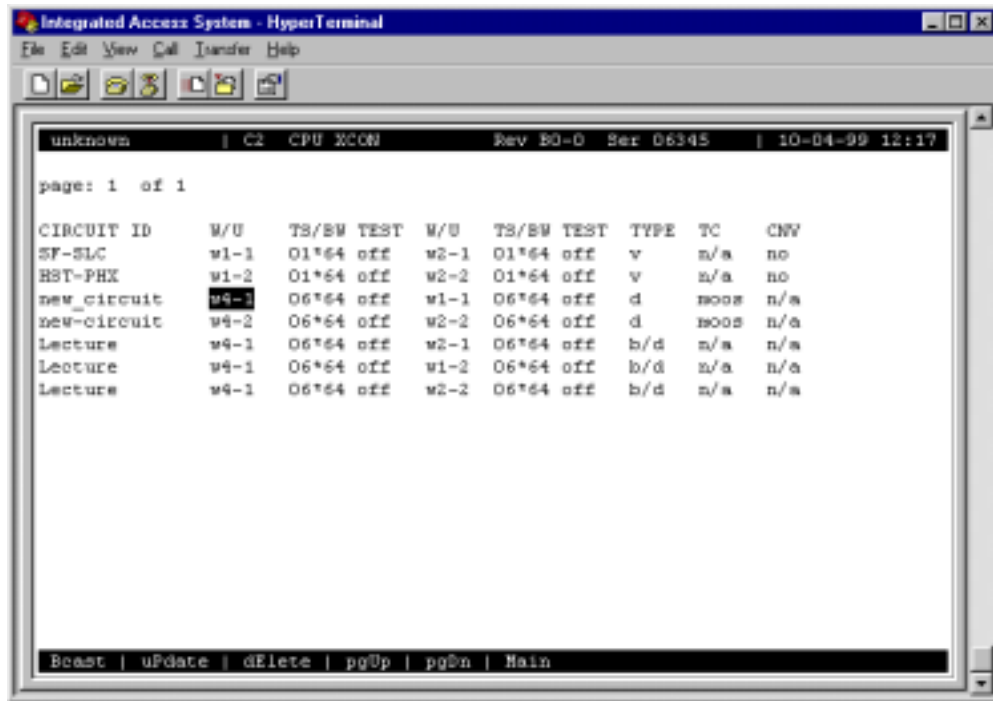 Integrated Access System - HyperTerminal
File Edit View Call Transfer Help
unknown | C2 CPU XCON Rev B0-0 Ser 06345 | 10-04-99 12:17
page: 1 of 1
CIRCUIT ID W/U TS/BW TEST W/U TS/BW TEST TYPE TC CNV
SF-SLC w1-1 01*64 off w2-1 01*64 off v n/a no
HST-PHX w1-2 01*64 off w2-2 01*64 off v n/a no
new_circuit w4-1 06*64 off w1-1 06*64 off d moos n/a
new-circuit w4-2 06*64 off w2-2 06*64 off d moos n/a
Lecture w4-1 06*64 off w2-1 06*64 off b/d n/a n/a
Lecture w4-1 06*64 off w1-2 06*64 off b/d n/a n/a
Lecture w4-1 06*64 off w2-2 06*64 off b/d n/a n/a
Bcast | uPdate | dElete | pgUp | pgDn | Main